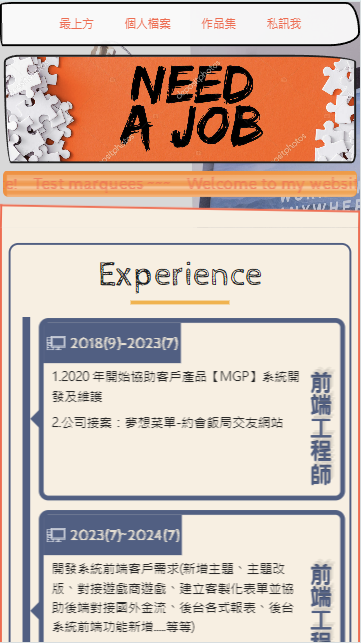 最上方 個人檔案 作品集 私訊我
NEED
A JOB
depositphotos
e! Test marquees~~~ Welcome to my websit
WORK
ANYWHERE
Experience
2018(9)-2023(7)
1.2020 年開始協助客戶產品【MGP】系統開
發及維護
2.公司接案：夢想菜單-約會飯局交友網站
前端工程師
2023(7)-2024(7)
開發系統前端客戶需求(新增主題、主題改
版、對接遊戲商遊戲、建立客製化表單並協
助後端對接國外金流、後台各式報表、後台
系統前端功能新增...等等)
前端工